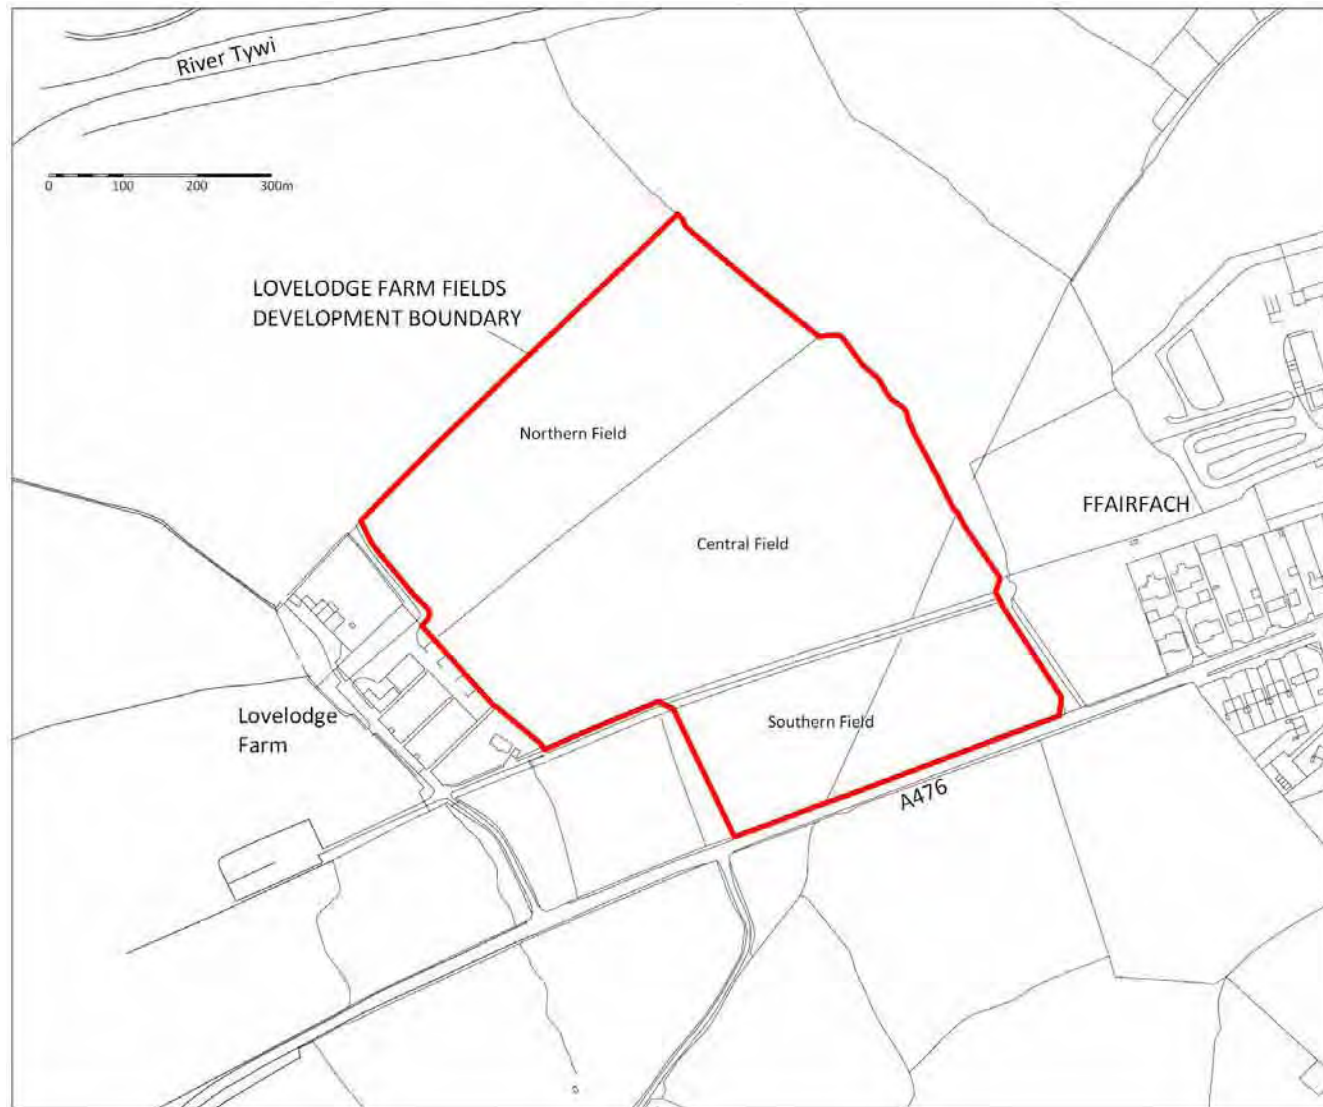 River Tywi
0 100 200 300m
LOVELODGE FARM FIELDS
DEVELOPMENT BOUNDARY
Northern Field
FFAIRFACH
Central Field
Lovelodge
Farm
Southern Field
A476